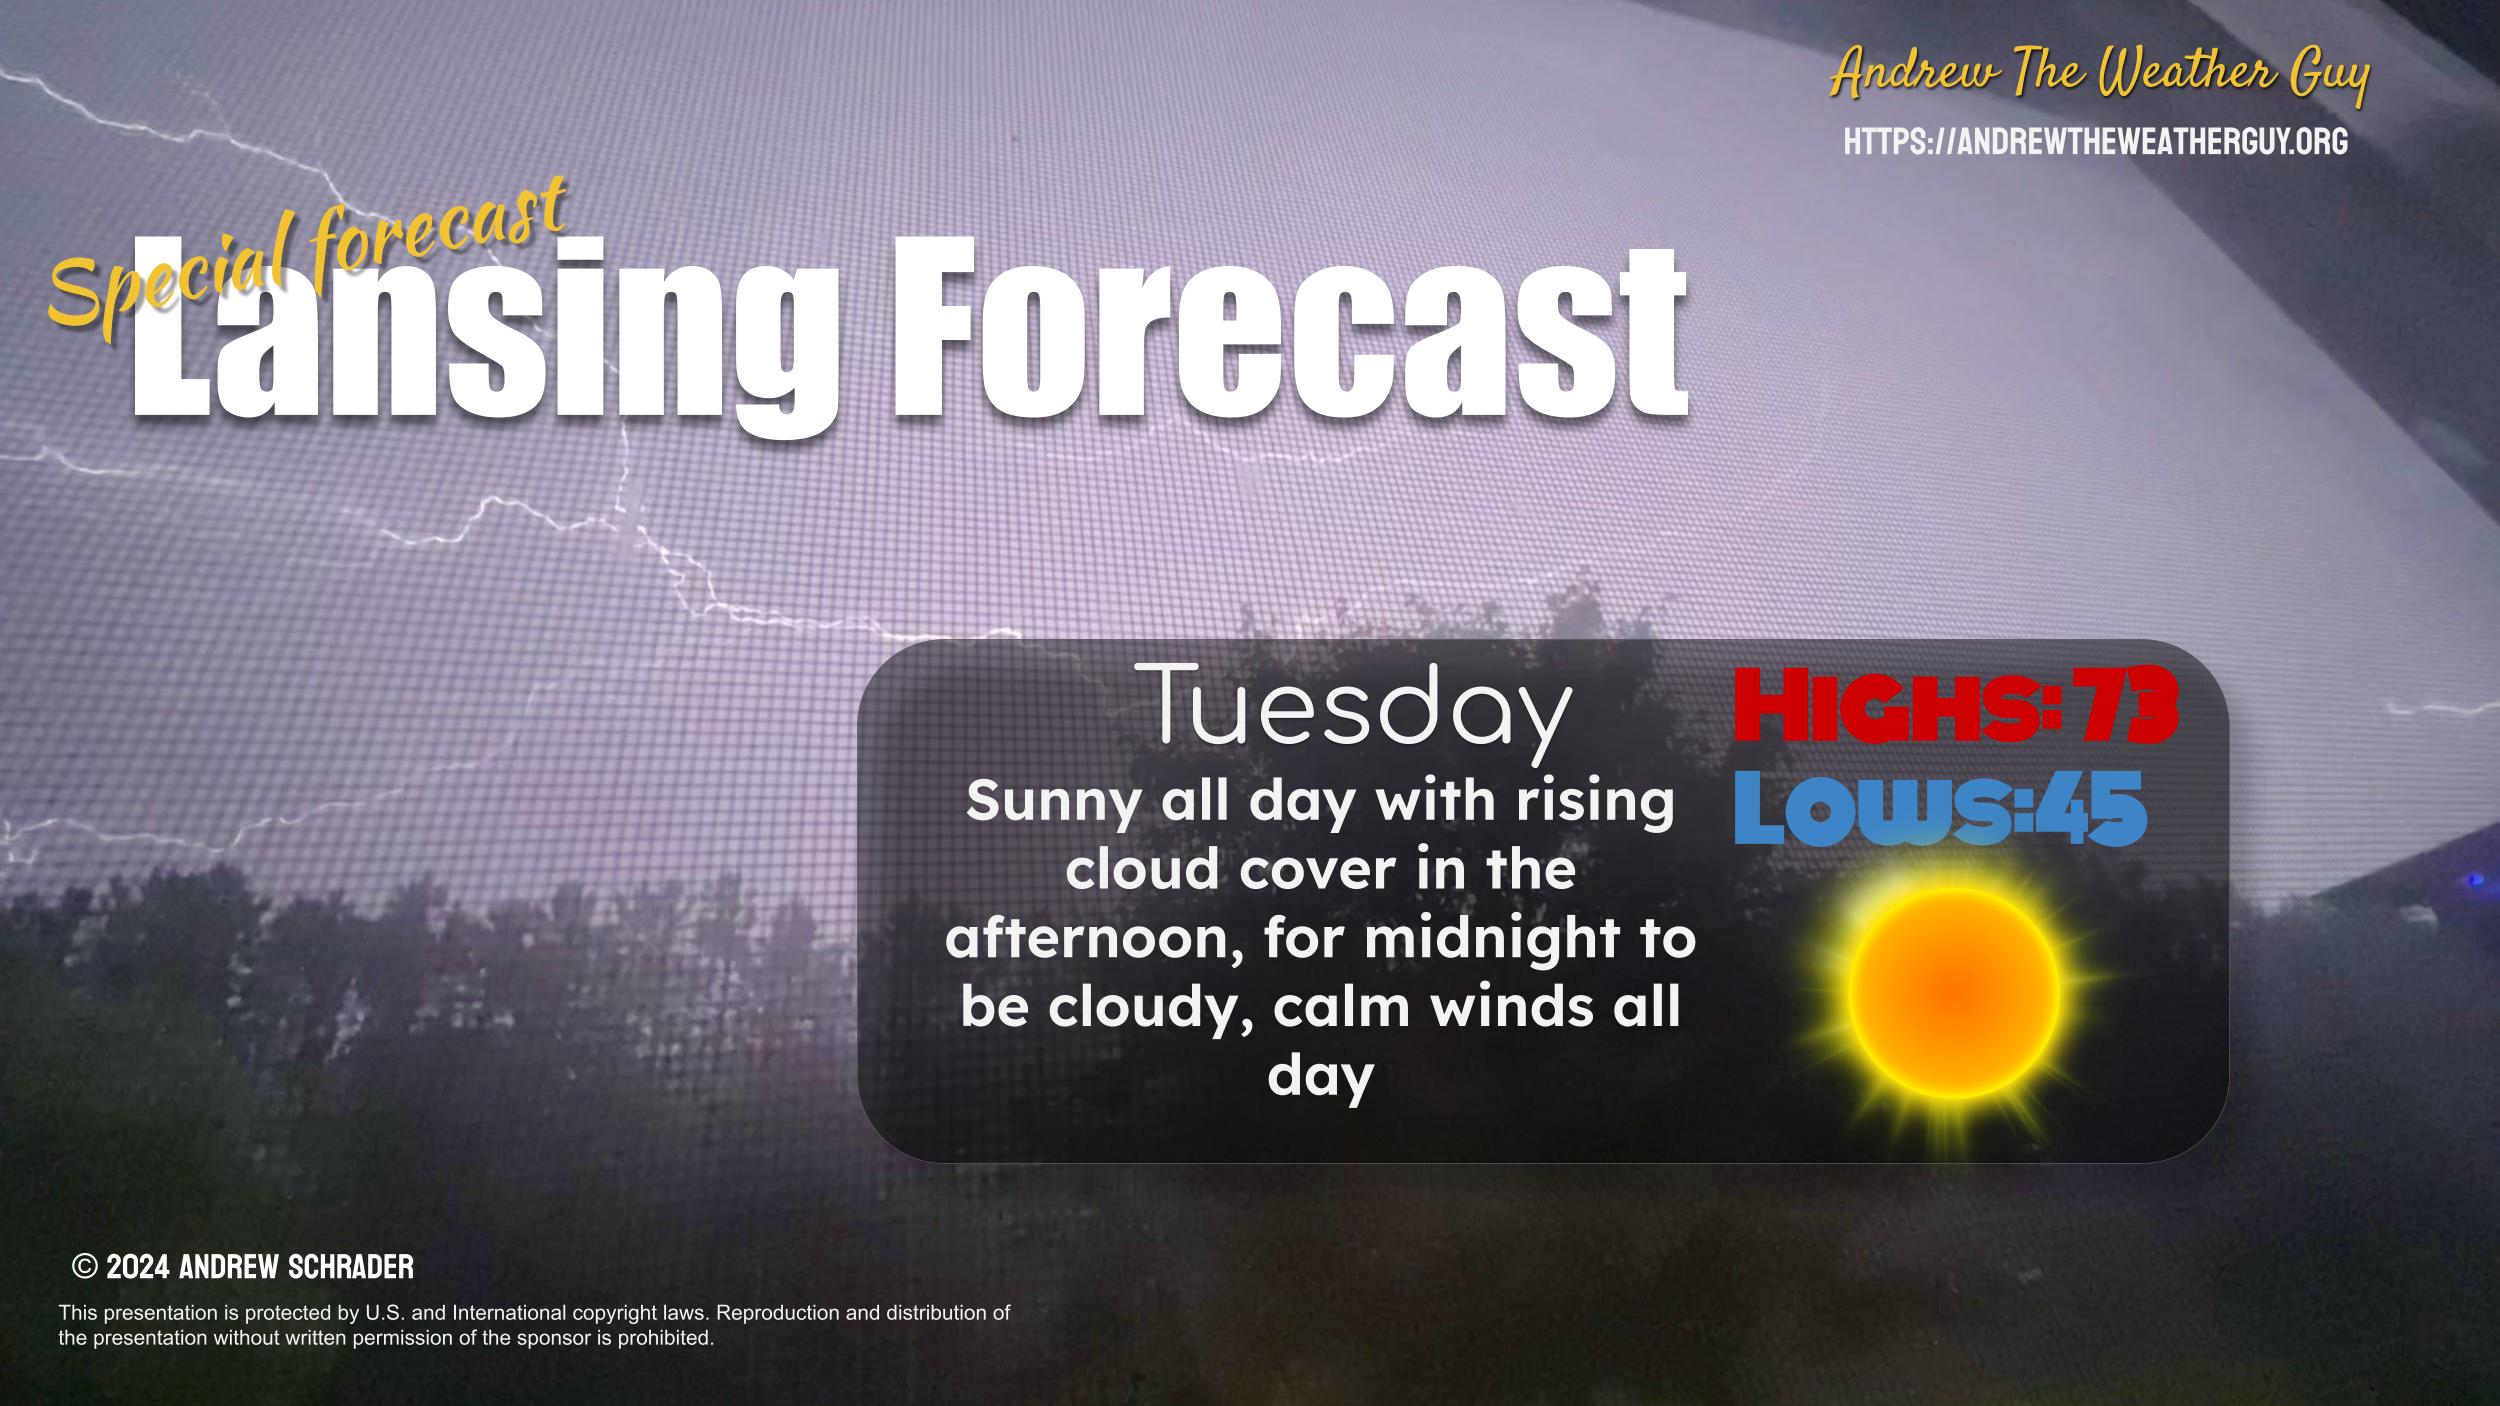 Andrew The Weather Guy
HTTPS://ANDREWTHEWEATHERGUY.ORG
Special forecast
Lansing Forecast
Tuesday
Highs: 73
Lows:45
Sunny all day with rising
cloud cover in the
afternoon, for midnight to
be cloudy, calm winds all
day
© 2024 ANDREW SCHRADER
This presentation is protected by U.S. and International copyright laws. Reproduction and distribution of
the presentation without written permission of the sponsor is prohibited.